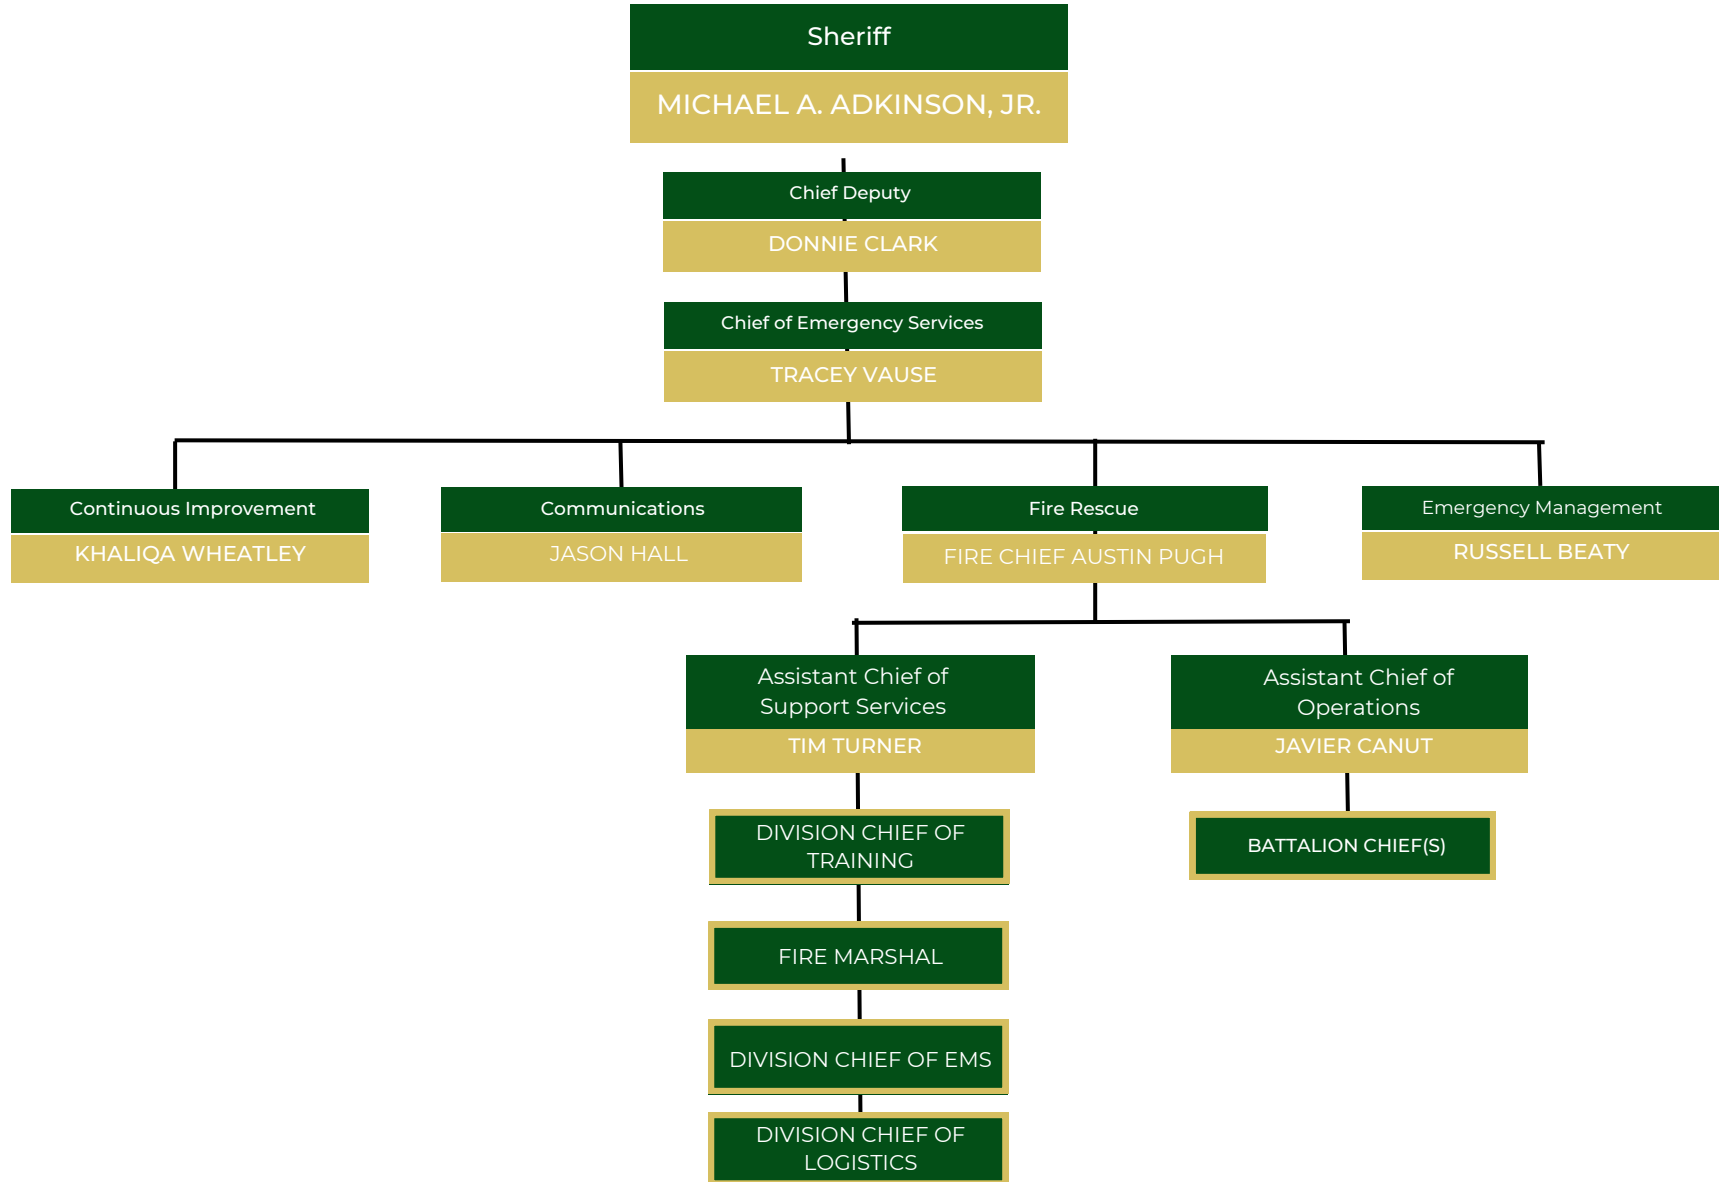 Sheriff
MICHAEL A. ADKINSON, JR.
Chief Deputy
DONNIE CLARK
Chief of Emergency Services
TRACEY VAUSE
Continuous Improvement
KHALIQA WHEATLEY
Communications
JASON HALL
Fire Rescue
FIRE CHIEF AUSTIN PUGH
Emergency Management
RUSSELL BEATY
Assistant Chief of
Support Services
TIM TURNER
Assistant Chief of
Operations
JAVIER CANUT
DIVISION CHIEF OF
TRAINING
BATTALION CHIEF(S)
FIRE MARSHAL
DIVISION CHIEF OF EMS
DIVISION CHIEF OF
LOGISTICS